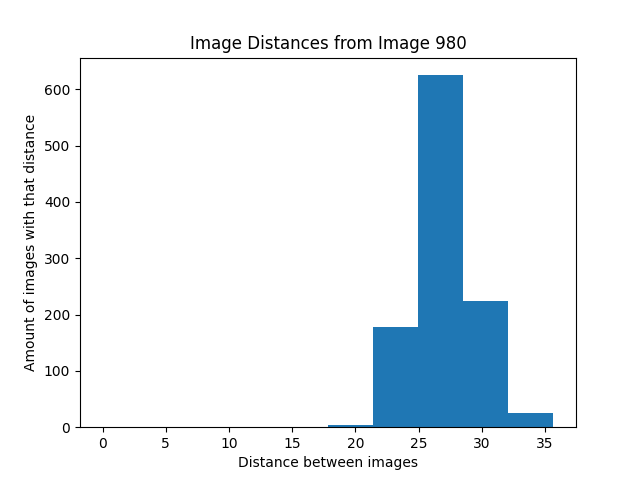 Image Distances from Image 980
Amount of images with that distance
600
500
400
300
200
100
0
0 5 10 15 20 25 30 35
Distance between images